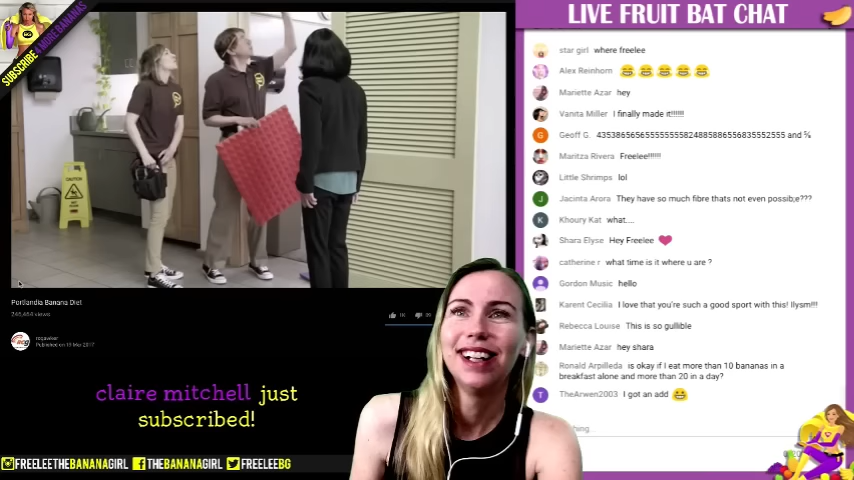 LIVE FRUIT BAT CHAT
SUBSCRIBE 4 MORE BANANAS
CAUTION
star girl where freelee
Alex Reinhorn
Mariette Azar hey
Vanita Miller I finally made it!!!!!!
Maritza Rivera Freelee!!!!!!
Little Shrimps lol
Jacinta Arora They have so much fibre thats not even possib;e???
Khoury Kat what....
Shara Elyse Hey Freelee
catherine r what time is it where u are ?
Gordon Music hello
Karent Cecilia I love that you're such a good sport with this! Ilysm!!!
Rebecca Louise This is so gullible
Mariette Azar hey shara
Ronald Arpilleda is okay if I eat more than 10 bananas in a
breakfast alone and more than 20 in a day?
TheArwen2003 I got an add
Portlandia Banana Diet
claire mitchell just
subscribed!
FREELEETHEBANANAGIRL THEBANANAGIRL FREELEEBG